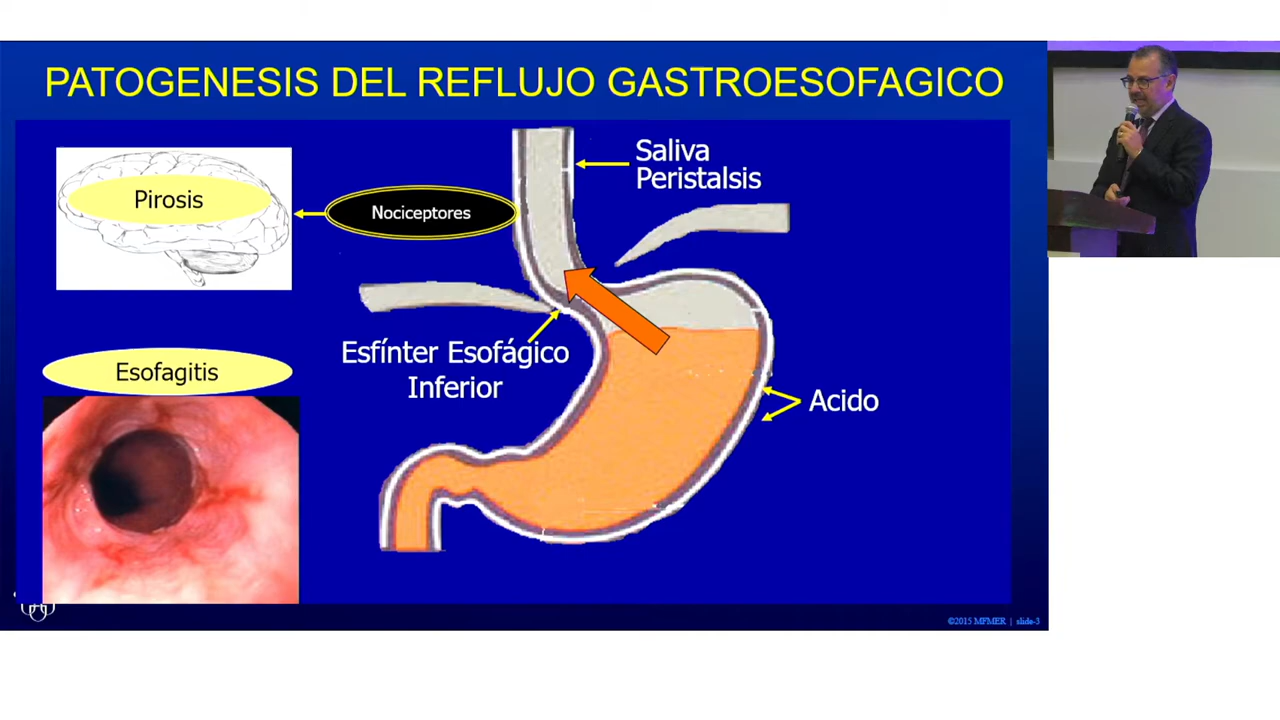 PATOGENESIS DEL REFLUJO GASTROESOFAGICO
Saliva
Peristalsis
Pirosis
Nociceptores
Esfínter Esofágico
Inferior
Esofagitis
Acido
©2015 MFMER | slide-3